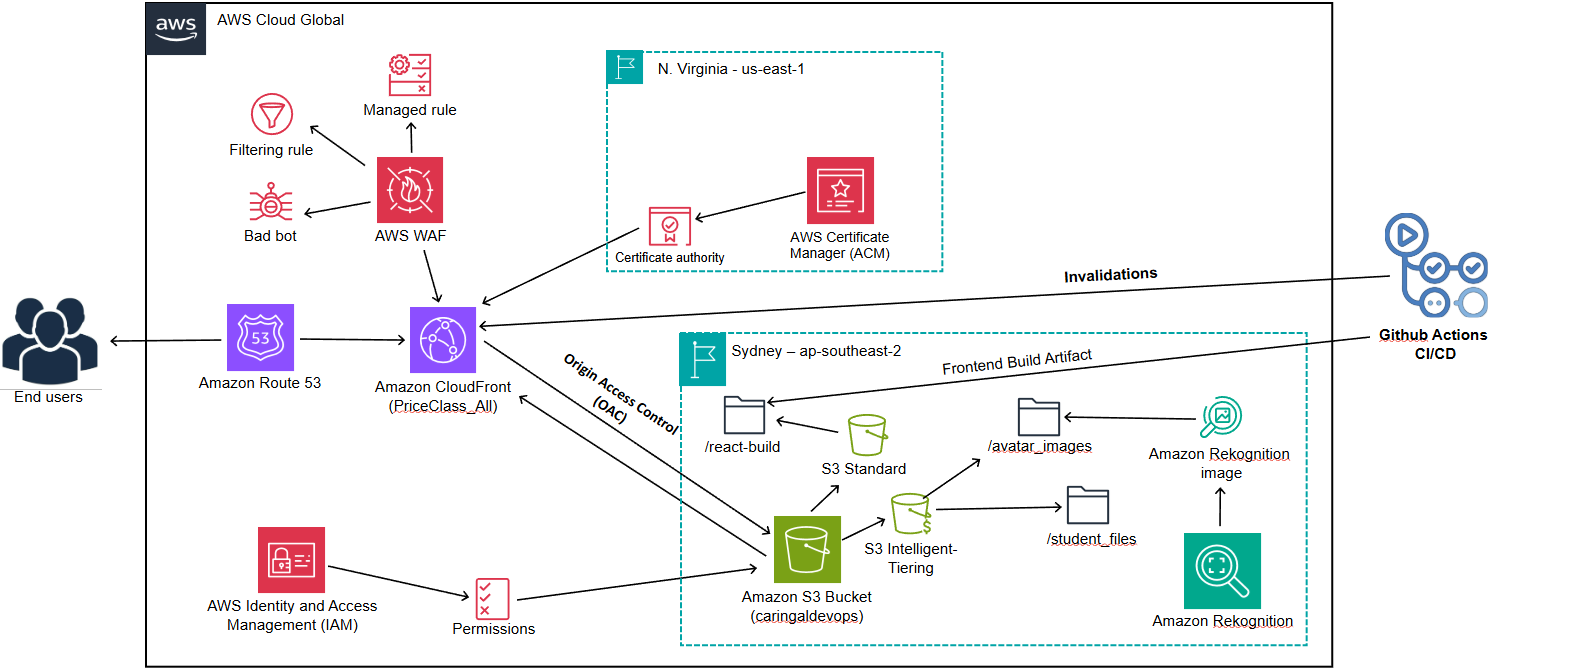 aws
AWS Cloud Global
N. Virginia - us-east-1
Managed rule
Filtering rule
Bad bot
AWS WAF
AWS Certificate
Manager (ACM)
Certificate authority
Invalidations
Github Actions
CI/CD
53
Amazon Route 53
End users
Amazon CloudFront
(PriceClass_All)
Origin Access Control
(OAC)
Sydney – ap-southeast-2
Frontend Build Artifact
/react-build
S3 Standard
/avatar_images
Amazon Rekognition
image
S3 Intelligent-
Tiering
$
/student_files
Amazon S3 Bucket
(caringaldevops)
Amazon Rekognition
AWS Identity and Access
Management (IAM)
Permissions